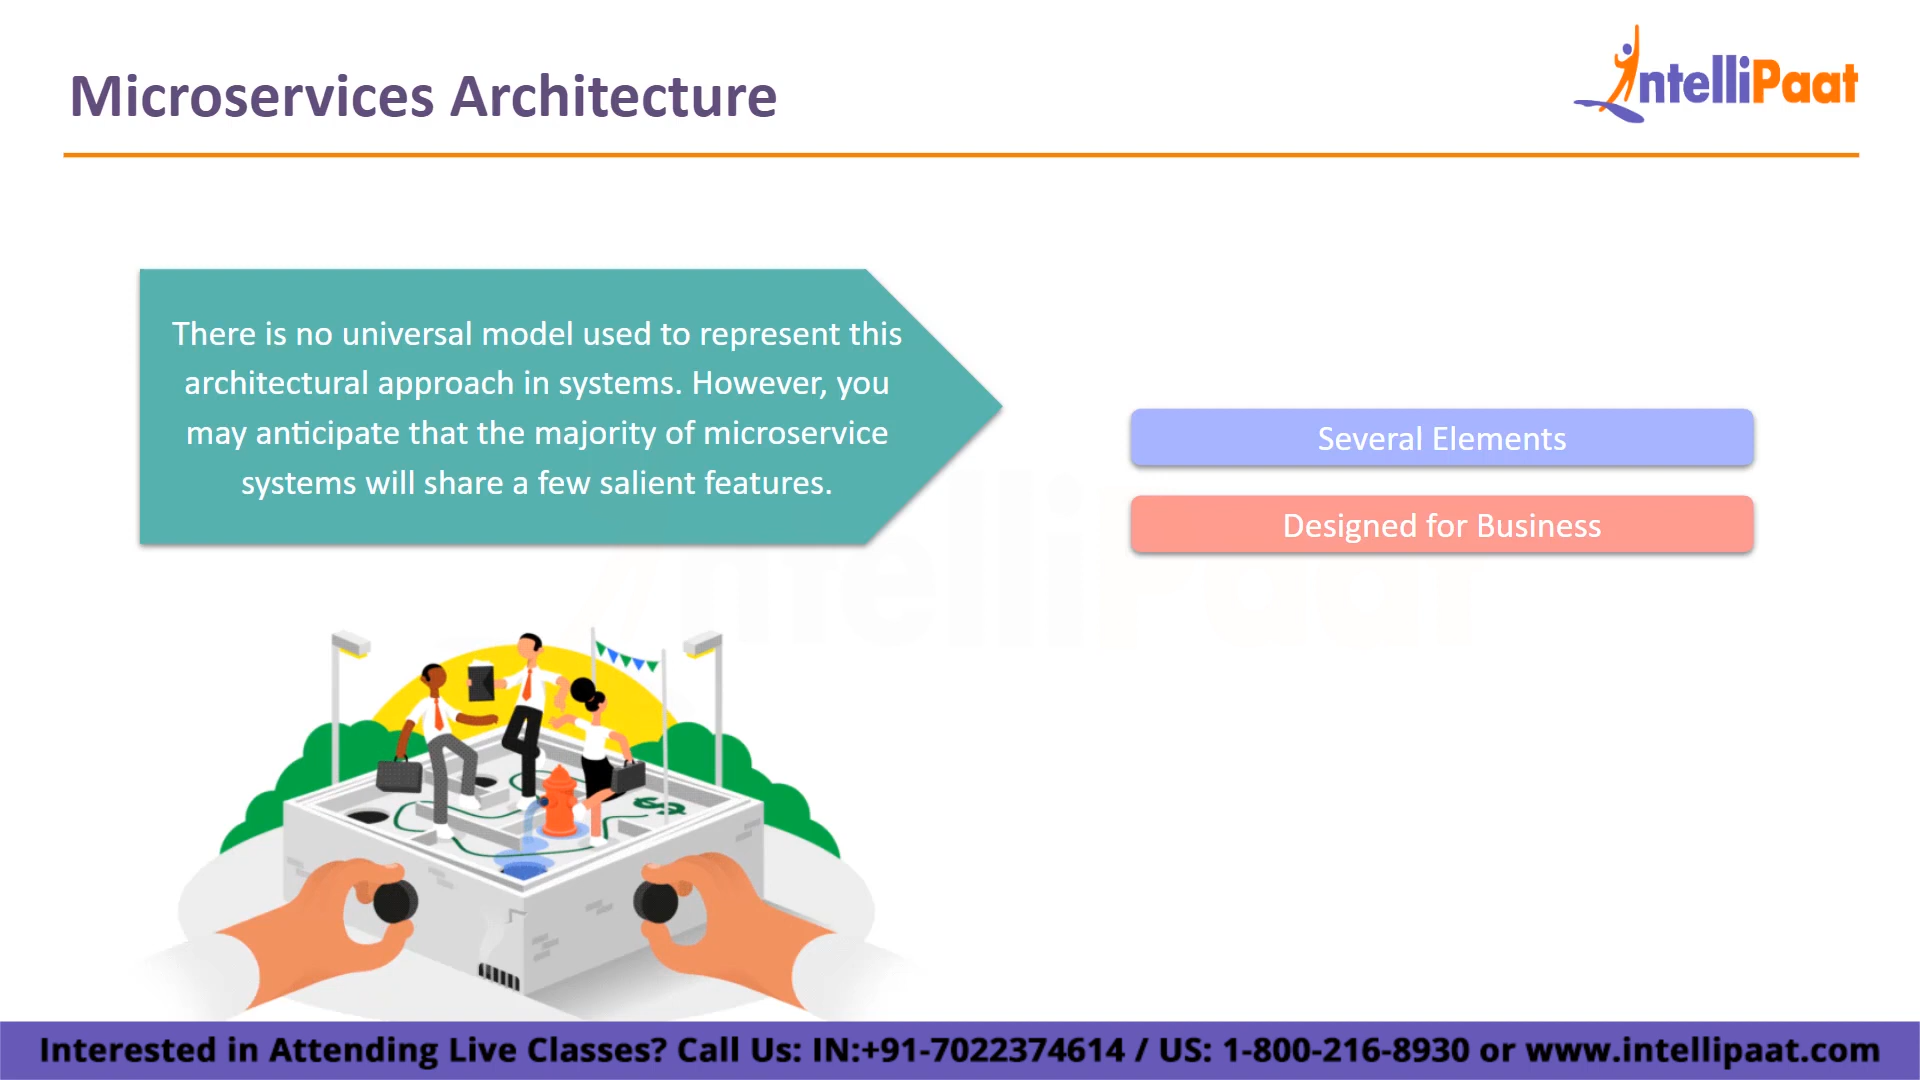 Microservices Architecture
IntelliPaat
There is no universal model used to represent this
architectural approach in systems. However, you
may anticipate that the majority of microservice
systems will share a few salient features.
Several Elements
Designed for Business
IntelliPaat
$
Interested in Attending Live Classes? Call Us: IN:+91-7022374614 / US: 1-800-216-8930 or www.intellipaat.com